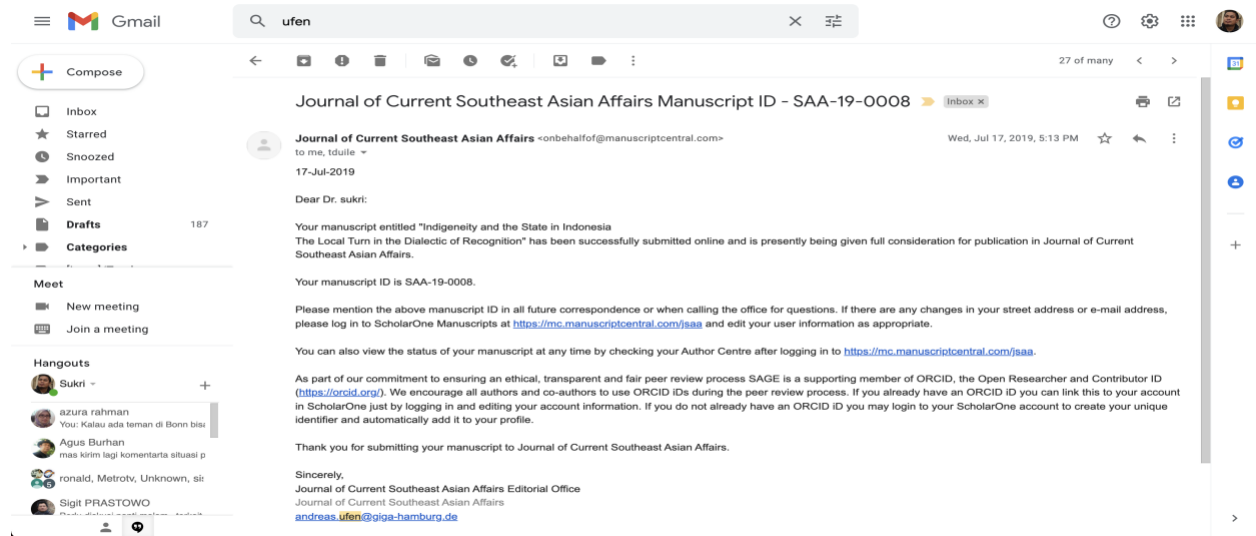 Gmail
ufen
Compose
27 of many
Inbox
Starred
Snoozed
Important
Sent
Drafts 187
Categories
Meet
New meeting
Join a meeting
Hangouts
Sukri
azura rahman
You: Kalau ada teman di Bonn bisa
Agus Burhan
mas kirim lagi komentarta situasi p
ronald, Metrotv, Unknown, sis
5
Sigit PRASTOWO
Journal of Current Southeast Asian Affairs Manuscript ID - SAA-19-0008 Inbox x
Journal of Current Southeast Asian Affairs <onbehalfof@manuscriptcentral.com> Wed, Jul 17, 2019, 5:13 PM
to me, tduile
17-Jul-2019
Dear Dr. sukri:
Your manuscript entitled "Indigeneity and the State in Indonesia
The Local Turn in the Dialectic of Recognition" has been successfully submitted online and is presently being given full consideration for publication in Journal of Current
Southeast Asian Affairs.
Your manuscript ID is SAA-19-0008.
Please mention the above manuscript ID in all future correspondence or when calling the office for questions. If there are any changes in your street address or e-mail address,
please log in to ScholarOne Manuscripts at https://mc.manuscriptcentral.com/jsaa and edit your user information as appropriate.
You can also view the status of your manuscript at any time by checking your Author Centre after logging in to https://mc.manuscriptcentral.com/jsaa.
As part of our commitment to ensuring an ethical, transparent and fair peer review process SAGE is a supporting member of ORCID, the Open Researcher and Contributor ID
(https://orcid.org/). We encourage all authors and co-authors to use ORCID iDs during the peer review process. If you already have an ORCID iD you can link this to your account
in ScholarOne just by logging in and editing your account information. If you do not already have an ORCID iD you may login to your ScholarOne account to create your unique
identifier and automatically add it to your profile.
Thank you for submitting your manuscript to Journal of Current Southeast Asian Affairs.
Sincerely,
Journal of Current Southeast Asian Affairs Editorial Office
Journal of Current Southeast Asian Affairs
andreas.ufen@giga-hamburg.de
31